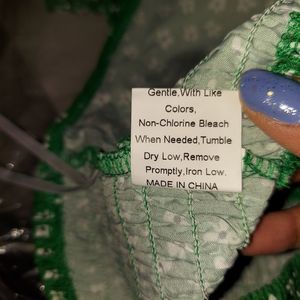 Gentle,With Like
Colors,
Non-Chlorine Bleach
When Needed,Tumble
Dry Low,Remove
Promptly,Iron Low.
MADE IN CHINA